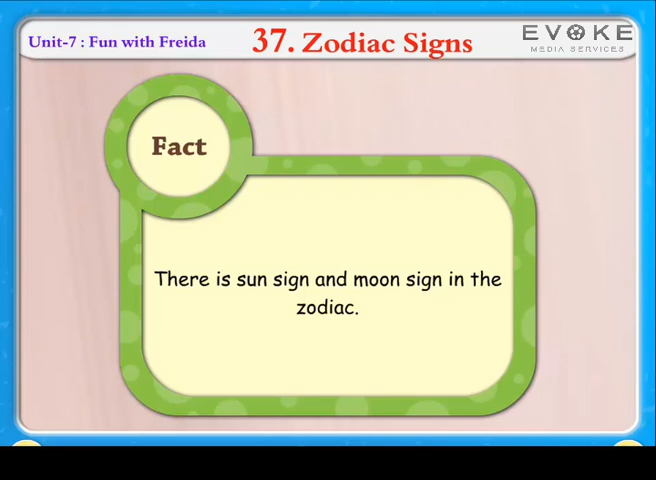 Unit-7 : Fun with Freida
37. Zodiac Signs
EVOKE
MEDIA SERVICES
Fact
There is sun sign and moon sign in the
zodiac.